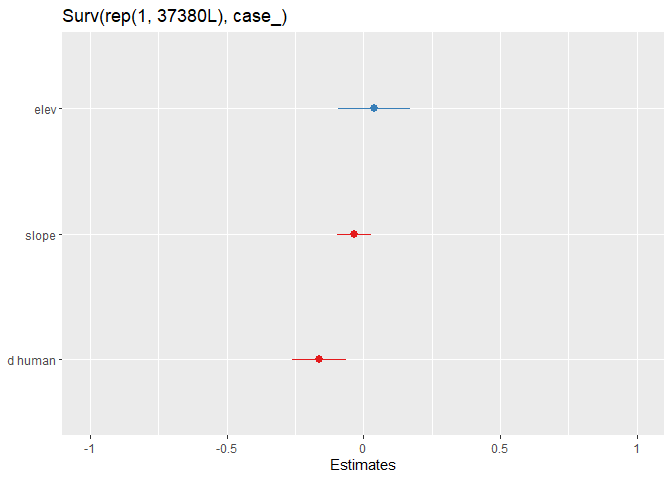 Surv(rep(1, 37380L), case_)
elev
slope
d human
-1 -0.5 0 0.5 1
Estimates